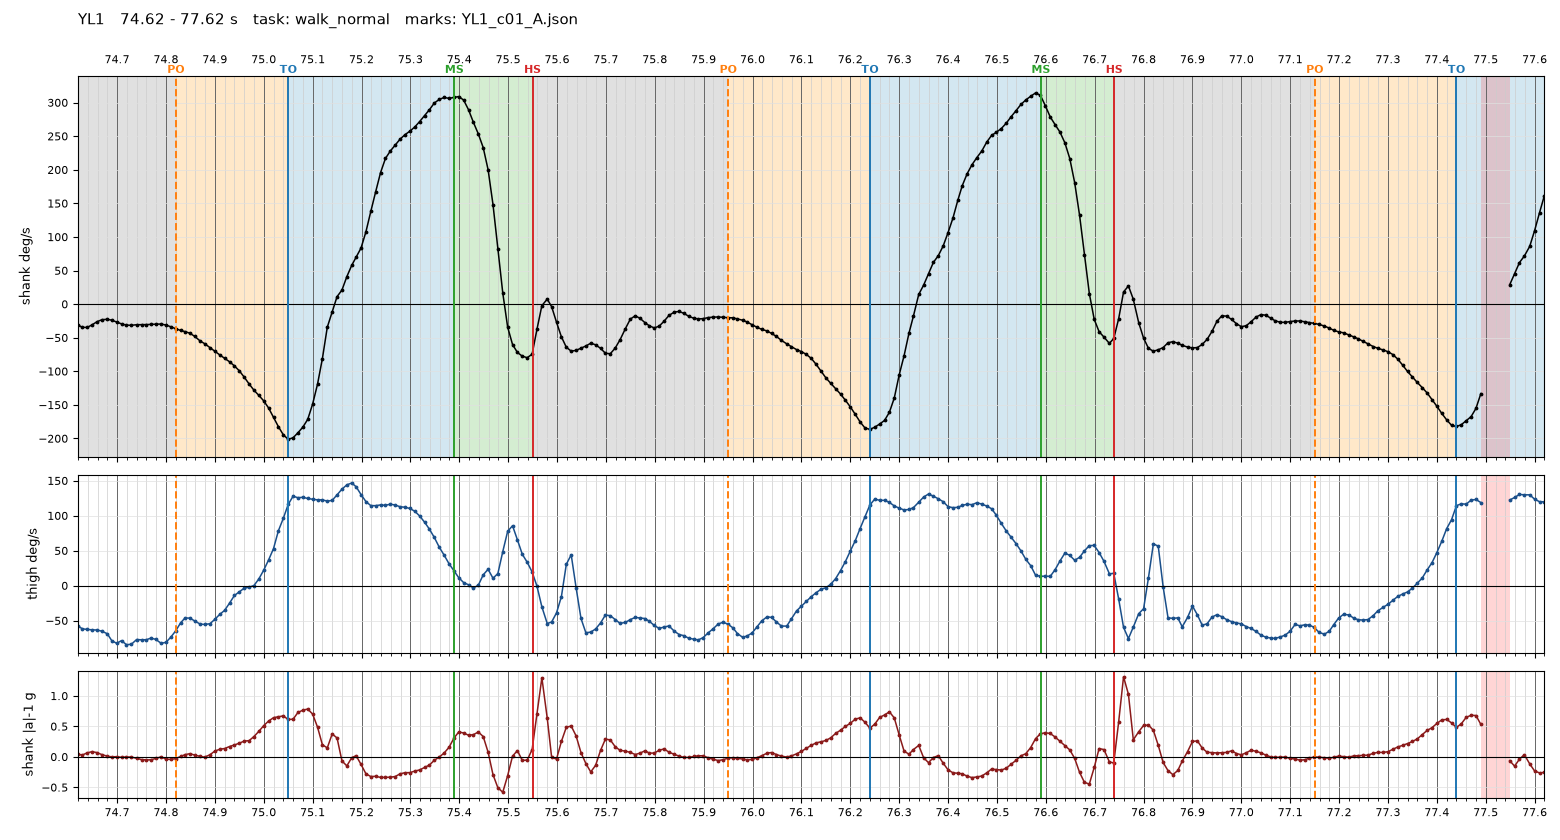 YL1 74.62 - 77.62 s task: walk_normal marks: YL1_c01_A.json
74.7 74.8 74.9 75.0 75.1 75.2 75.3 75.4 75.5 75.6 75.7 75.8 75.9 76.0 76.1 76.2 76.3 76.4 76.5 76.6 76.7 76.8 76.9 77.0 77.1 77.2 77.3 77.4 77.5 77.6
PO TO MS HS PO TO MS HS PO TO
300
250
200
150
100
50
0
−50
−100
−150
−200
shank deg/s
150
100
50
0
−50
thigh deg/s
1.0
0.5
0.0
−0.5
shank |a|-1 g
74.7 74.8 74.9 75.0 75.1 75.2 75.3 75.4 75.5 75.6 75.7 75.8 75.9 76.0 76.1 76.2 76.3 76.4 76.5 76.6 76.7 76.8 76.9 77.0 77.1 77.2 77.3 77.4 77.5 77.6